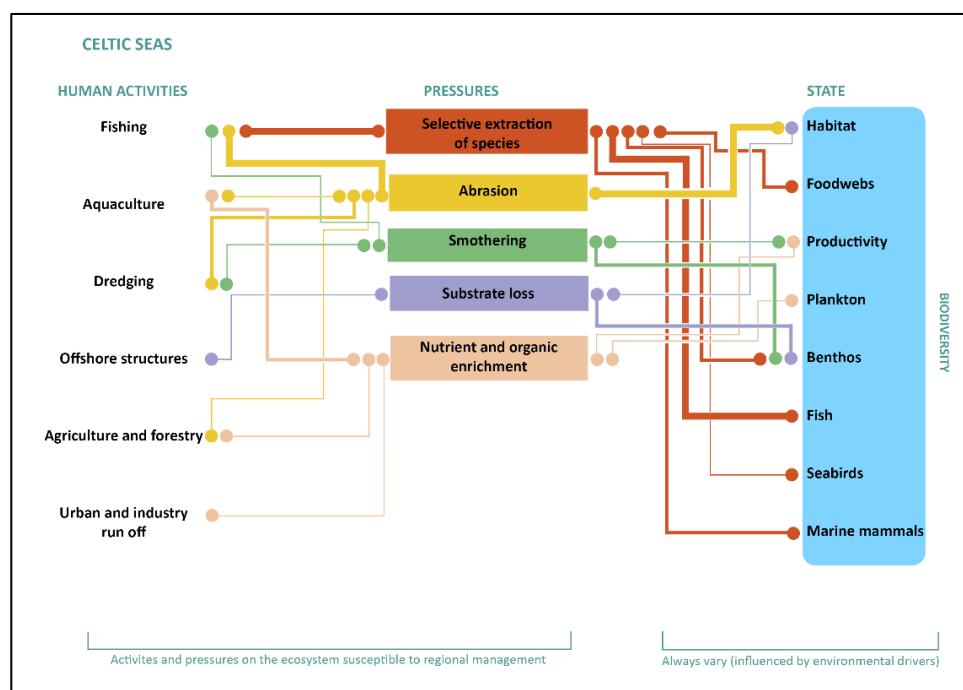 CELTIC SEAS
HUMAN ACTIVITIES
PRESSURES
STATE
Fishing
Aquaculture
Dredging
Offshore structures
Agriculture and forestry
Urban and industry
run off
Selective extraction
of species
Abrasion
Smothering
Substrate loss
Nutrient and organic
enrichment
Habitat
Foodwebs
Productivity
Plankton
Benthos
Fish
Seabirds
Marine mammals
BIODIVERSITY
Activites and pressures on the ecosystem susceptible to regional management
Always vary (influenced by environmental drivers)